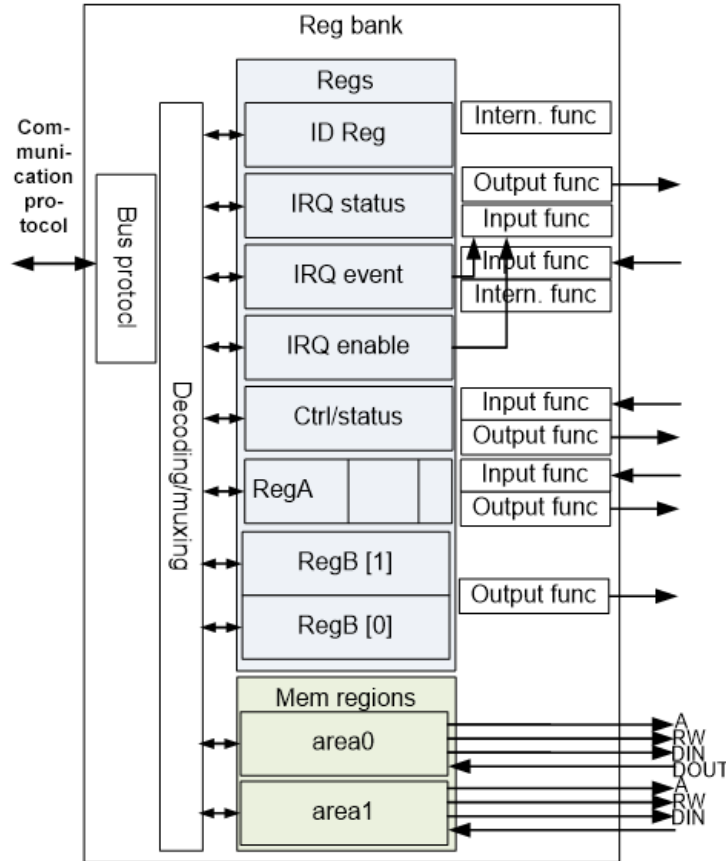 Reg bank
Com-
muni-
cation
pro-
tocol
Bus protocl
Decoding/muxing
Regs
ID Reg
Intern. func
IRQ status
Output func
Input func
IRQ event
Input func
Intern. func
IRQ enable
Ctrl/status
Input func
Output func
RegA
Input func
Output func
RegB [1]
RegB [0]
Output func
Mem regions
area0
A
RW
DIN
DOUT
area1
A
RW
DIN